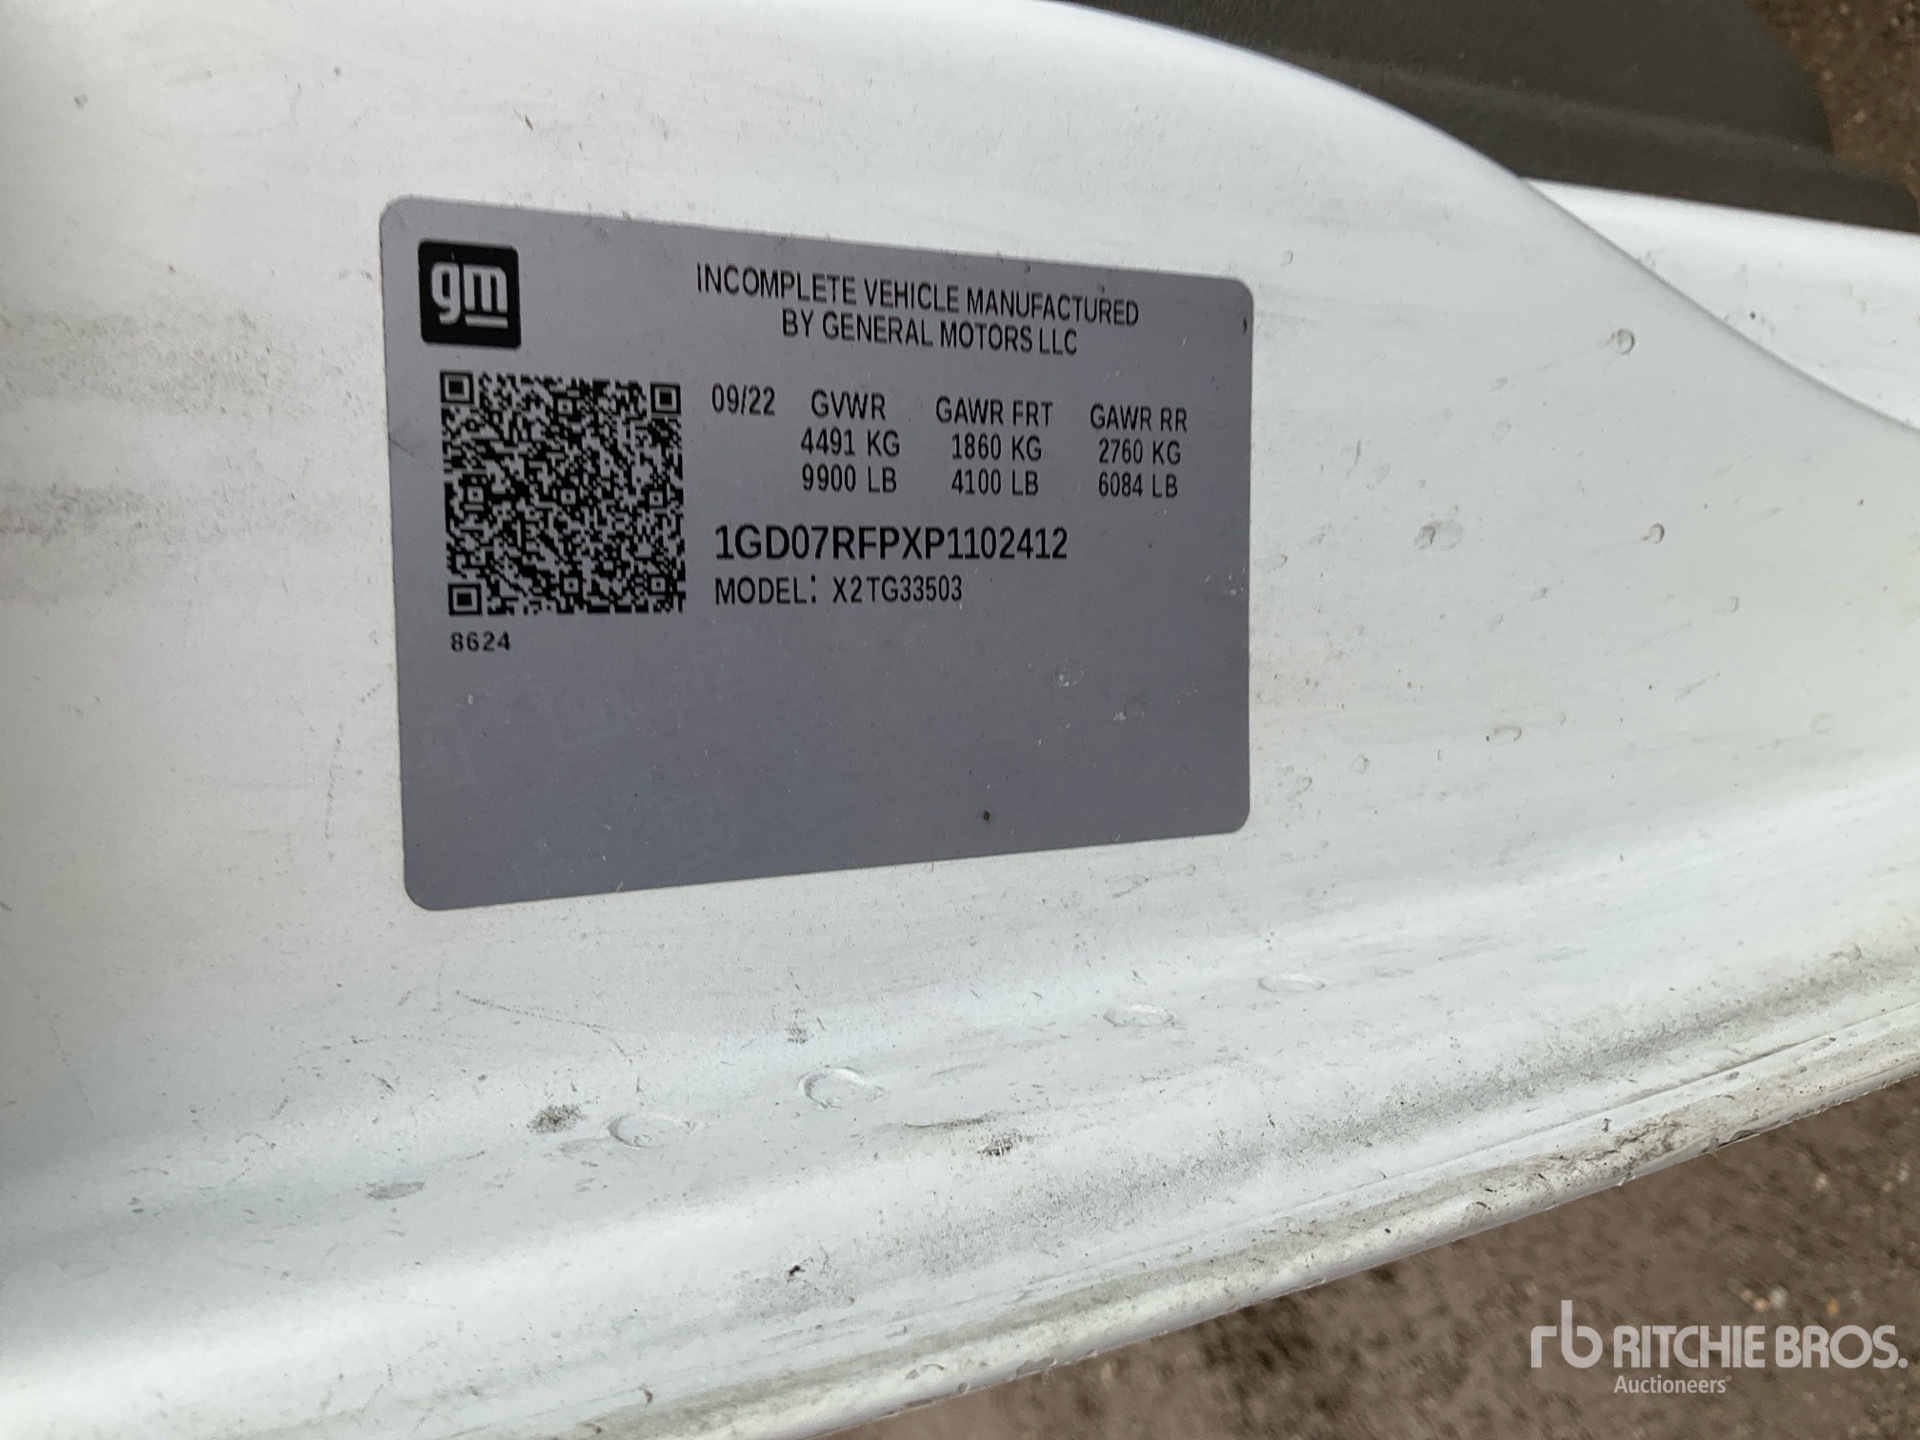 gm
INCOMPLETE VEHICLE MANUFACTURED
BY GENERAL MOTORS LLC
09/22 GVWR GAWR FRT GAWR RR
4491 KG 1860 KG 2760 KG
9900 LB 4100 LB 6084 LB
1GD07RFPXP1102412
MODEL: X2TG33503
8624
rb RITCHIE BROS.
Auctioneers